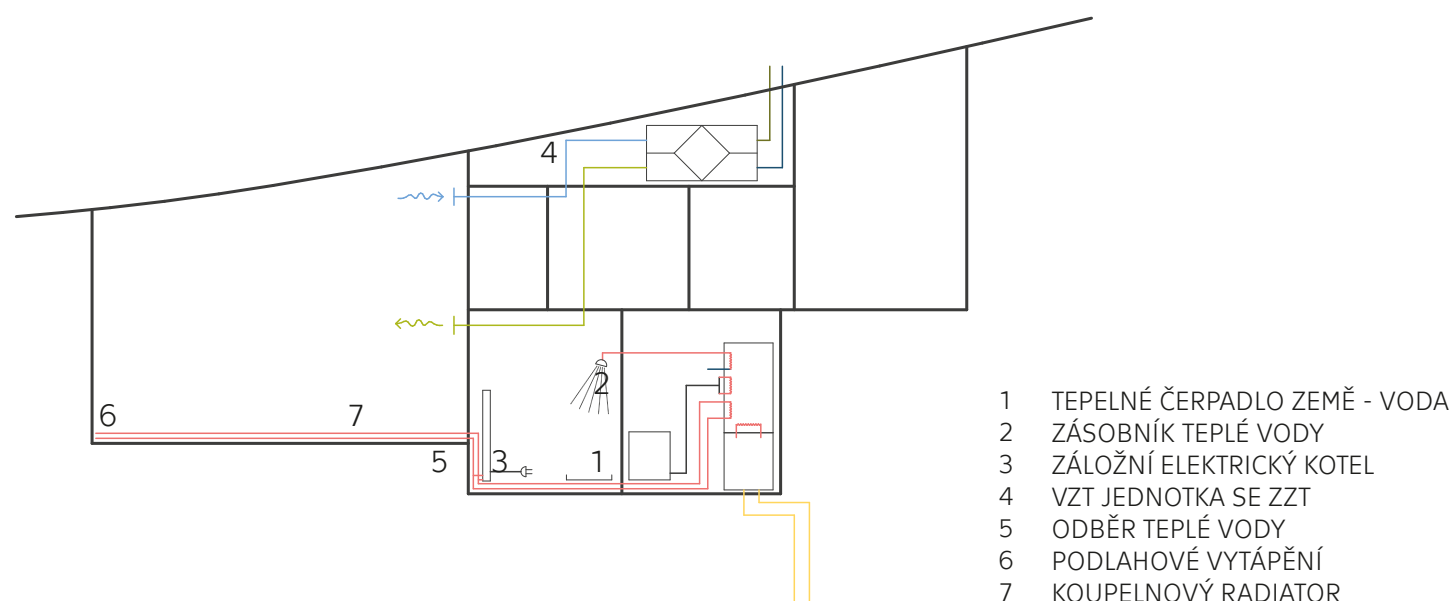 4
6
7
2
5
3
1
1 TEPELNÉ ČERPADLO ZEMĚ - VODA
2 ZÁSOBNÍK TEPLÉ VODY
3 ZÁLOŽNÍ ELEKTRICKÝ KOTEL
4 VZT JEDNOTKA SE ZZT
5 ODBĚR TEPLÉ VODY
6 PODLAHOVÉ VYTÁPĚNÍ
7 KOUPELNOVÝ RADIATOR